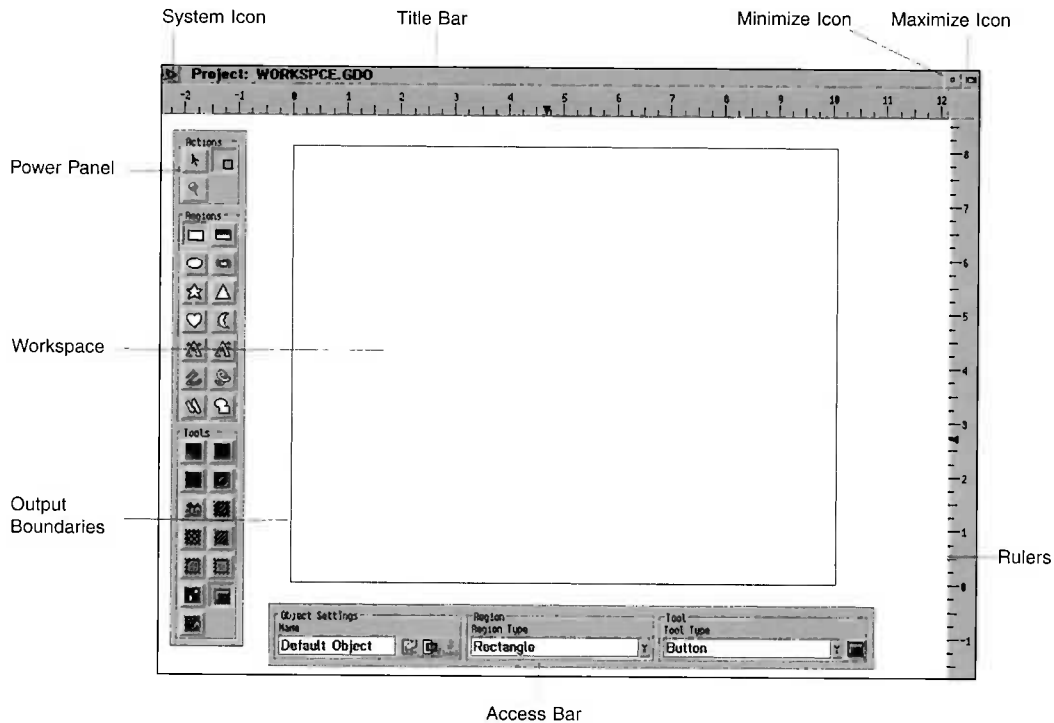 System Icon Title Bar Minimize Icon Maximize Icon
Project: WORKSPCE.GDO
-2 -1 0 1 2 3 4 5 6 7 8 9 10 11 12
Actions
Power Panel
Regions
Workspace
Tools
Output
Boundaries
8
7
6
5
4
3
2
1
0
-1
Rulers
Object Settings
Name
Default Object
Region
Region Type
Rectangle
Tool
Tool Type
Button
Access Bar